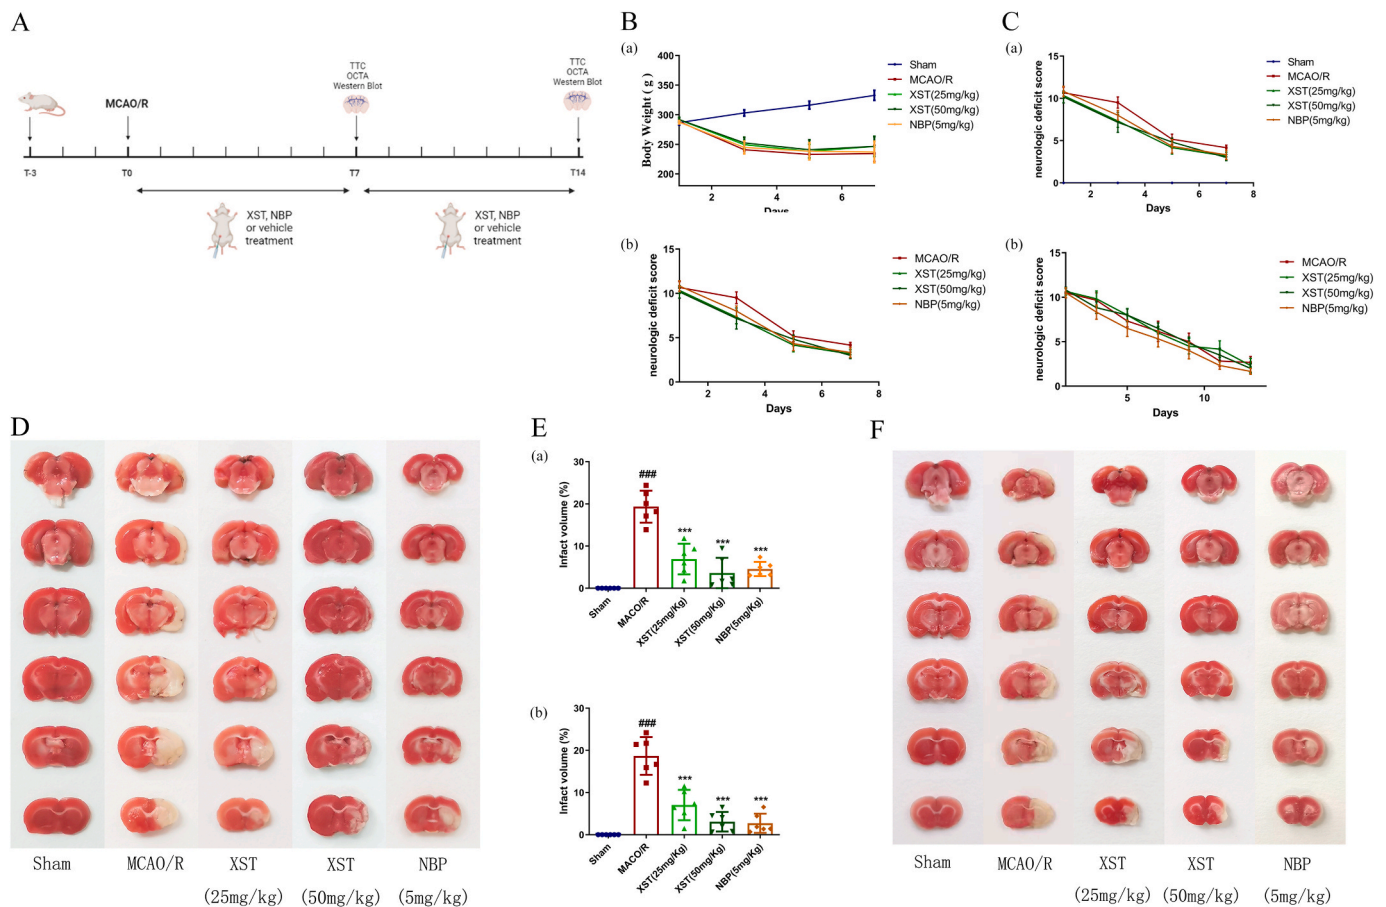 A
TTC
OCTA
Western Blot
TTC
OCTA
Western Blot
MCAO/R
T-3
T0
T7
T14
XST, NBP
or vehicle
treatment
XST, NBP
or vehicle
treatment
B
(a)
400
350
300
250
200
Body Weight ( g )
2
4
6
Days
Sham
MCAO/R
XST(25mg/kg)
XST(50mg/kg)
NBP(5mg/kg)
(b)
15
10
5
0
neurologic deficit score
2
4
6
8
Days
MCAO/R
XST(25mg/kg)
XST(50mg/kg)
NBP(5mg/kg)
C
(a)
15
10
5
0
neurologic deficit score
2
4
6
8
Days
Sham
MCAO/R
XST(25mg/kg)
XST(50mg/kg)
NBP(5mg/kg)
(b)
15
10
5
0
neurologic deficit score
5
10
Days
MCAO/R
XST(25mg/kg)
XST(50mg/kg)
NBP(5mg/kg)
D
Sham
MCAO/R
XST
(25mg/kg)
XST
(50mg/kg)
NBP
(5mg/kg)
E
(a)
30
20
10
0
Infact volume (%)
###
***
***
***
Sham
MACO/R
XST(25mg/Kg)
XST(50mg/Kg)
NBP(5mg/Kg)
(b)
30
20
10
0
Infact volume (%)
###
***
***
***
Sham
MACO/R
XST(25mg/Kg)
XST(50mg/Kg)
NBP(5mg/Kg)
F
Sham
MCAO/R
XST
(25mg/kg)
XST
(50mg/kg)
NBP
(5mg/kg)